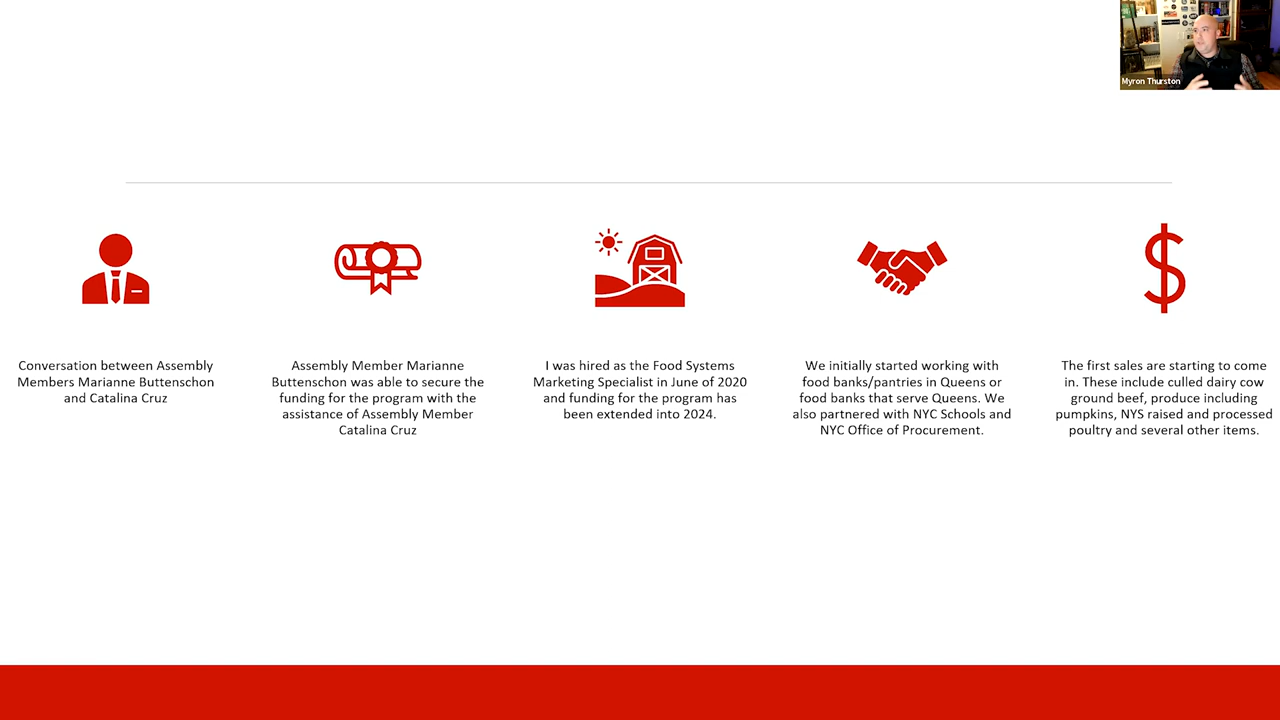 Myron Thurston
Conversation between Assembly
Members Marianne Buttenschon
and Catalina Cruz
Assembly Member Marianne
Buttenschon was able to secure the
funding for the program with the
assistance of Assembly Member
Catalina Cruz
I was hired as the Food Systems
Marketing Specialist in June of 2020
and funding for the program has
been extended into 2024.
We initially started working with
food banks/pantries in Queens or
food banks that serve Queens. We
also partnered with NYC Schools and
NYC Office of Procurement.
The first sales are starting to come
in. These include culled dairy cow
ground beef, produce including
pumpkins, NYS raised and processed
poultry and several other items.